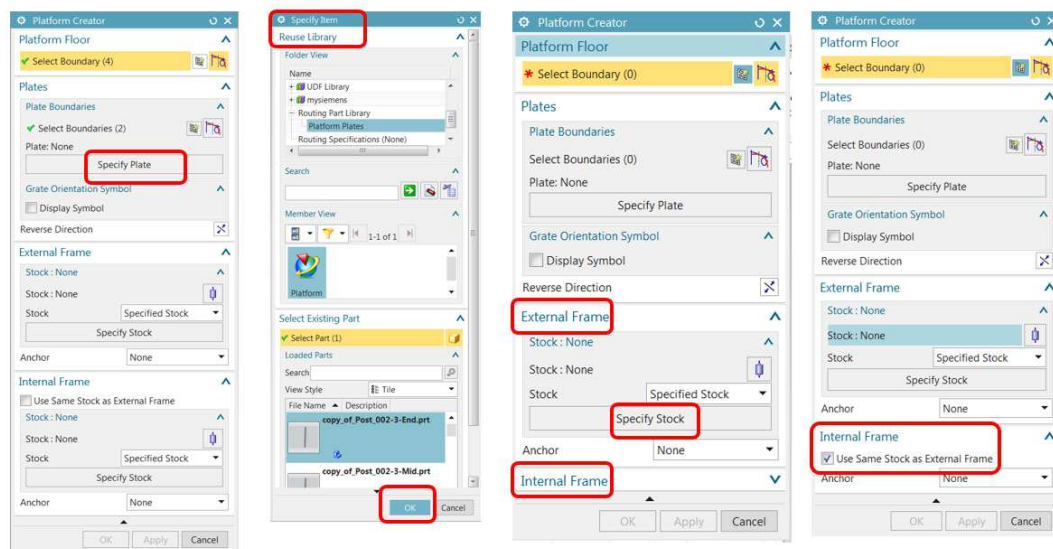 Platform Creator
Platform Floor
Select Boundary (4)
Plates
Plate Boundaries
Select Boundaries (2)
Plate: None
Specify Plate
Grate Orientation Symbol
Display Symbol
Reverse Direction
External Frame
Stock : None
Stock : None
Stock Specified Stock
Specify Stock
Anchor None
Internal Frame
Use Same Stock as External Frame
Stock : None
Stock : None
Stock Specified Stock
Specify Stock
Anchor None
OK Apply Cancel
Specify Item
Reuse Library
Folder View
Name
+ UDF Library
+ mysiemens
- Routing Part Library
Platform Plates
Routing Specifications (None)
Search
Member View
1-1 of 1
Platform
Select Existing Part
Select Part (1)
Loaded Parts
Search
View Style Tile
File Name Description
copy_of_Post_002-3-End.prt
copy_of_Post_002-3-Mid.prt
OK Cancel
Platform Creator
Platform Floor
* Select Boundary (0)
Plates
Plate Boundaries
Select Boundaries (0)
Plate: None
Specify Plate
Grate Orientation Symbol
Display Symbol
Reverse Direction
External Frame
Stock : None
Stock : None
Stock Specified Stock
Specify Stock
Anchor None
Internal Frame
OK Apply Cancel
Platform Creator
Platform Floor
* Select Boundary (0)
Plates
Plate Boundaries
Select Boundaries (0)
Plate: None
Specify Plate
Grate Orientation Symbol
Display Symbol
Reverse Direction
External Frame
Stock : None
Stock : None
Stock Specified Stock
Specify Stock
Anchor None
Internal Frame
Use Same Stock as External Frame
Anchor None
OK Apply Cancel